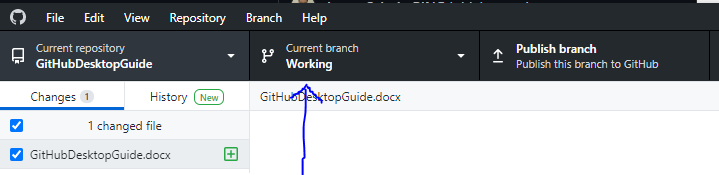 File Edit View Repository Branch Help
Current repository
GitHubDesktopGuide
Current branch
Working
Publish branch
Publish this branch to GitHub
Changes 1
History New
GitHubDesktopGuide.docx
1 changed file
GitHubDesktopGuide.docx